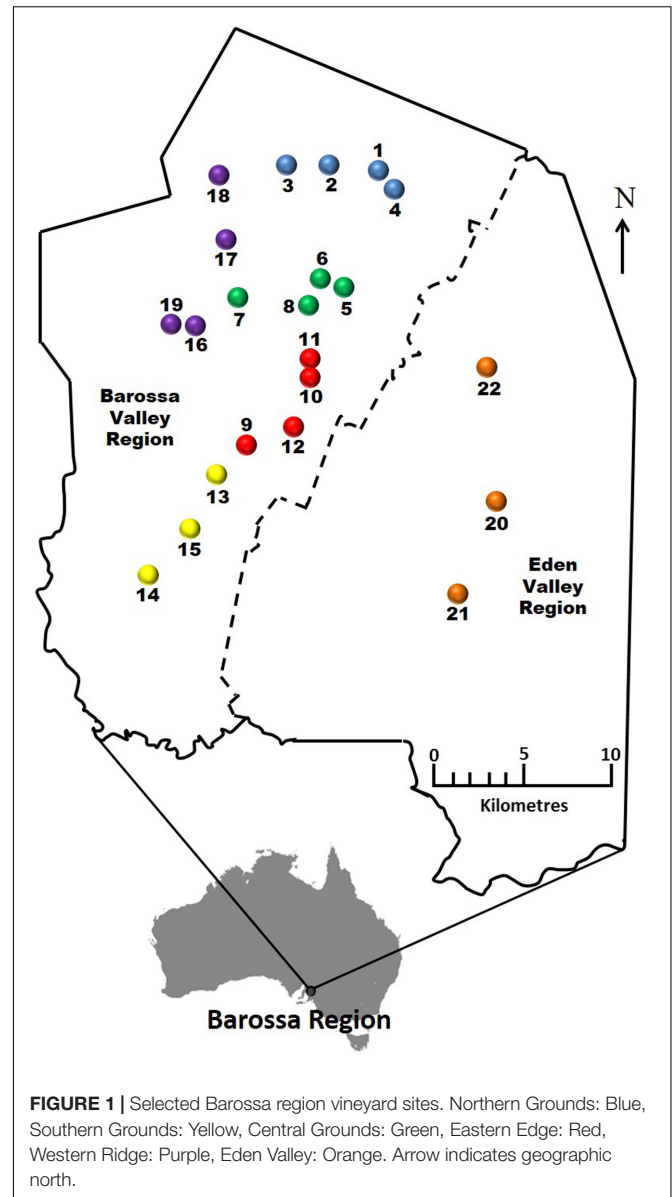 1
3
2
4
18
N
17
6
8
5
7
19
16
11
10
22
Barossa
Valley
Region
9
12
13
20
15
Eden
Valley
Region
14
21
0
5
10
Kilometres
Barossa Region
FIGURE 1 | Selected Barossa region vineyard sites. Northern Grounds: Blue,
Southern Grounds: Yellow, Central Grounds: Green, Eastern Edge: Red,
Western Ridge: Purple, Eden Valley: Orange. Arrow indicates geographic
north.